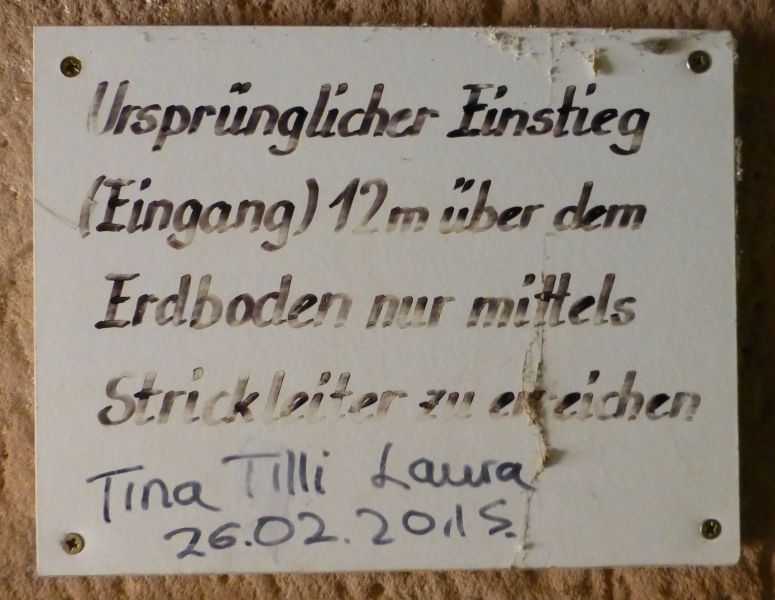 Ursprünglicher Einstieg
(Eingang) 12m über dem
Erdboden nur mittels
Strickleiter zu erreichen
Tina Tilli Laura
26.02.2015.